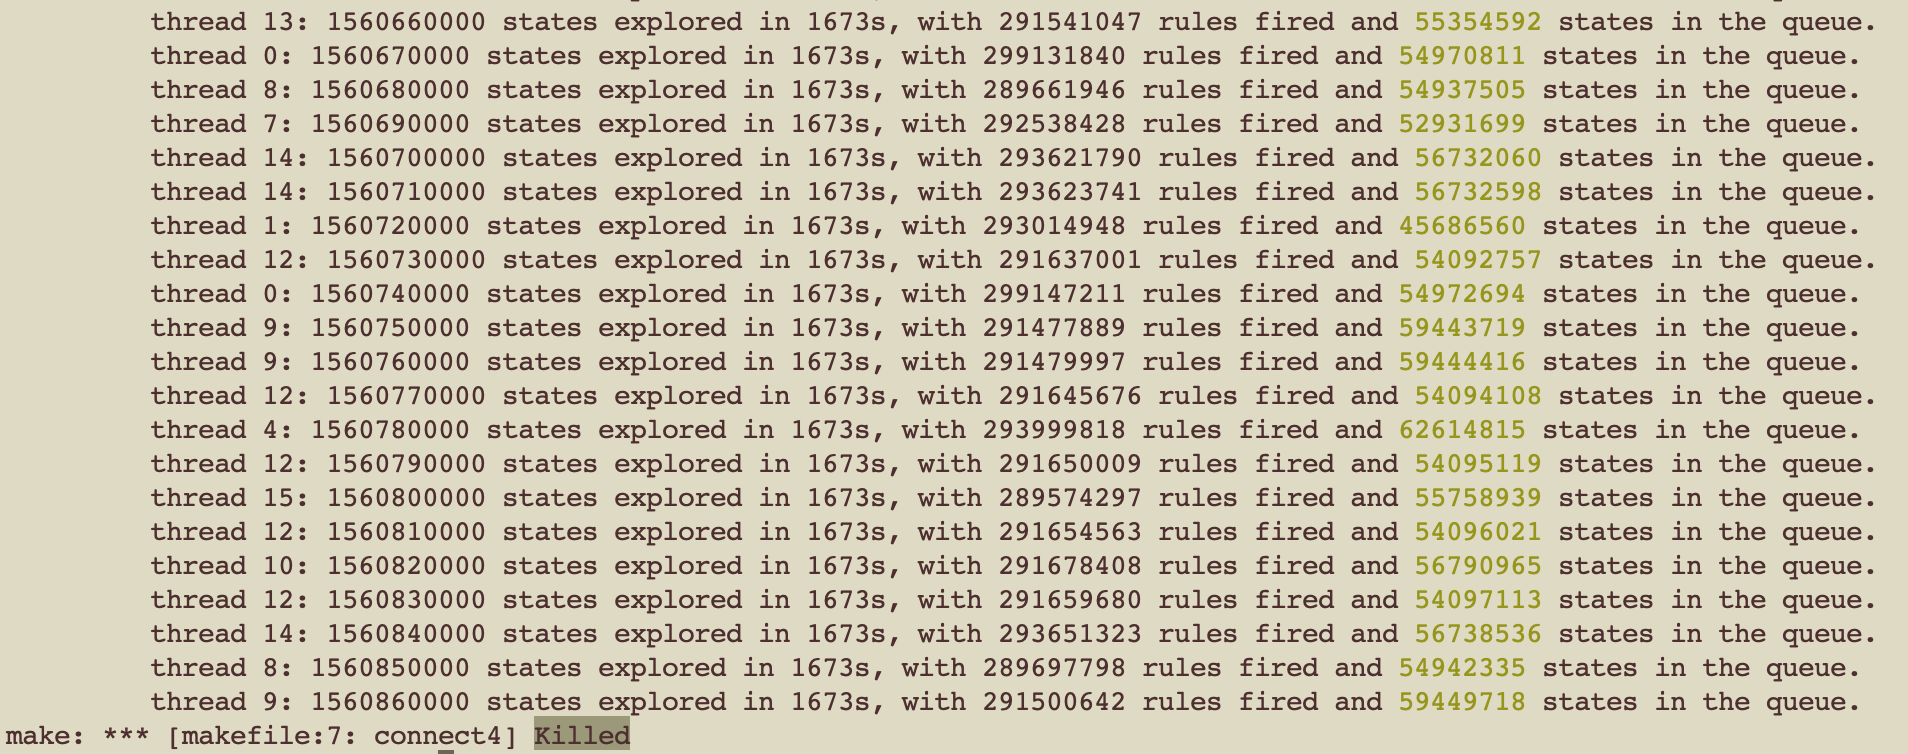 thread 13: 1560660000 states explored in 1673s, with 291541047 rules fired and 55354592 states in the queue.
thread 0: 1560670000 states explored in 1673s, with 299131840 rules fired and 54970811 states in the queue.
thread 8: 1560680000 states explored in 1673s, with 289661946 rules fired and 54937505 states in the queue.
thread 7: 1560690000 states explored in 1673s, with 292538428 rules fired and 52931699 states in the queue.
thread 14: 1560700000 states explored in 1673s, with 293621790 rules fired and 56732060 states in the queue.
thread 14: 1560710000 states explored in 1673s, with 293623741 rules fired and 56732598 states in the queue.
thread 1: 1560720000 states explored in 1673s, with 293014948 rules fired and 45686560 states in the queue.
thread 12: 1560730000 states explored in 1673s, with 291637001 rules fired and 54092757 states in the queue.
thread 0: 1560740000 states explored in 1673s, with 299147211 rules fired and 54972694 states in the queue.
thread 9: 1560750000 states explored in 1673s, with 291477889 rules fired and 59443719 states in the queue.
thread 9: 1560760000 states explored in 1673s, with 291479997 rules fired and 59444416 states in the queue.
thread 12: 1560770000 states explored in 1673s, with 291645676 rules fired and 54094108 states in the queue.
thread 4: 1560780000 states explored in 1673s, with 293999818 rules fired and 62614815 states in the queue.
thread 12: 1560790000 states explored in 1673s, with 291650009 rules fired and 54095119 states in the queue.
thread 15: 1560800000 states explored in 1673s, with 289574297 rules fired and 55758939 states in the queue.
thread 12: 1560810000 states explored in 1673s, with 291654563 rules fired and 54096021 states in the queue.
thread 10: 1560820000 states explored in 1673s, with 291678408 rules fired and 56790965 states in the queue.
thread 12: 1560830000 states explored in 1673s, with 291659680 rules fired and 54097113 states in the queue.
thread 14: 1560840000 states explored in 1673s, with 293651323 rules fired and 56738536 states in the queue.
thread 8: 1560850000 states explored in 1673s, with 289697798 rules fired and 54942335 states in the queue.
thread 9: 1560860000 states explored in 1673s, with 291500642 rules fired and 59449718 states in the queue.
make: *** [makefile:7: connect4] Killed